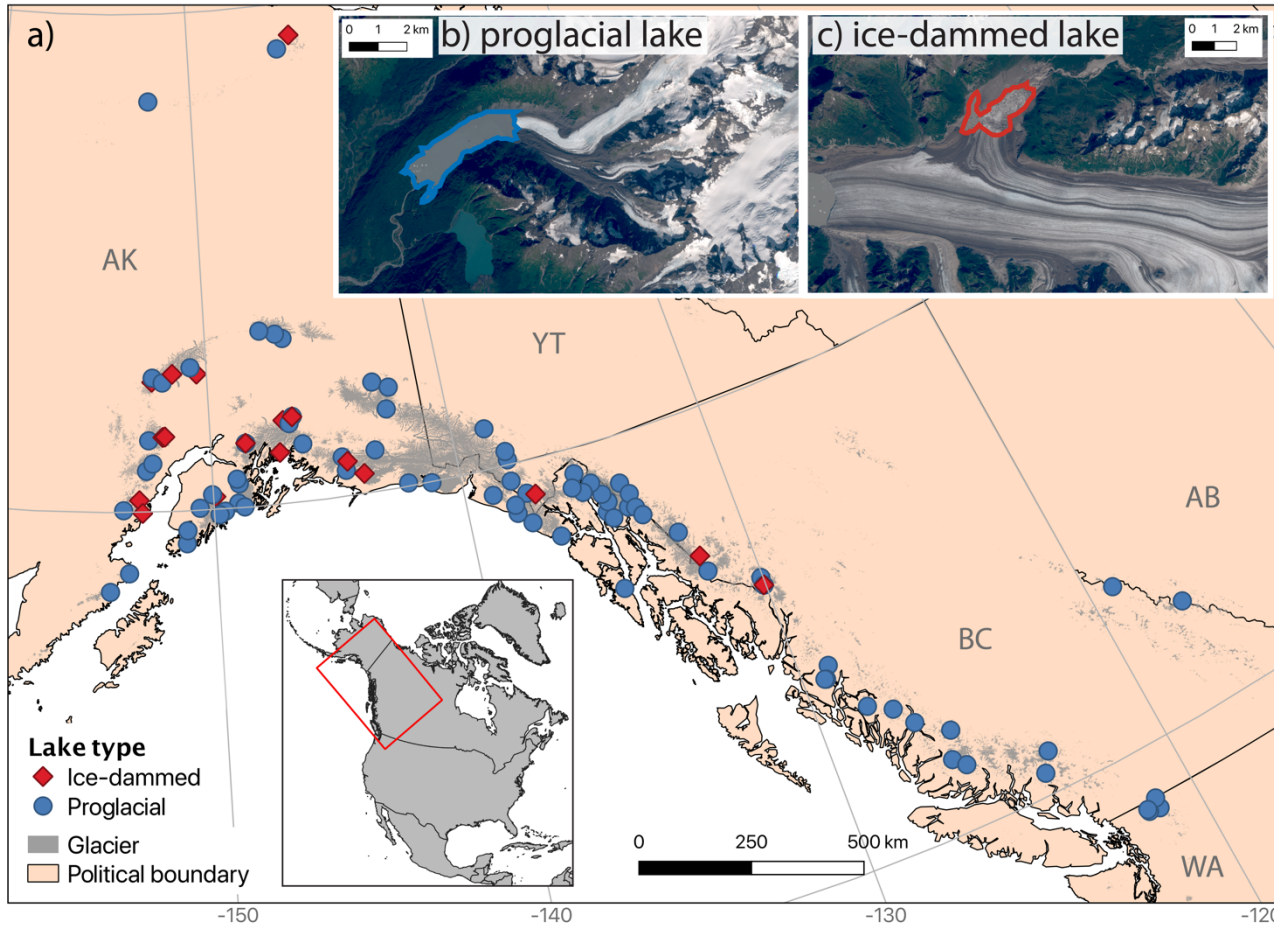 a)
0 1 2 km
b) proglacial lake
c) ice-dammed lake
0 1 2 km
AK
YT
AB
BC
WA
Lake type
Ice-dammed
Proglacial
Glacier
Political boundary
0 250 500 km
-150 -140 -130 -120